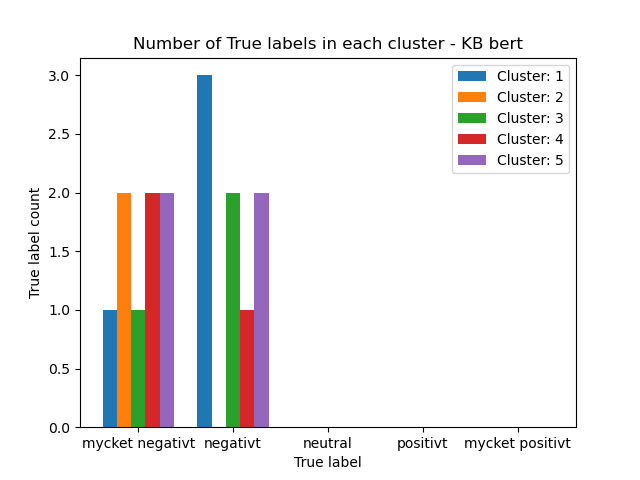 Number of True labels in each cluster - KB bert
3.0
2.5
2.0
1.5
1.0
0.5
0.0
True label count
Cluster: 1
Cluster: 2
Cluster: 3
Cluster: 4
Cluster: 5
mycket negativt negativt neutral positivt mycket positivt
True label